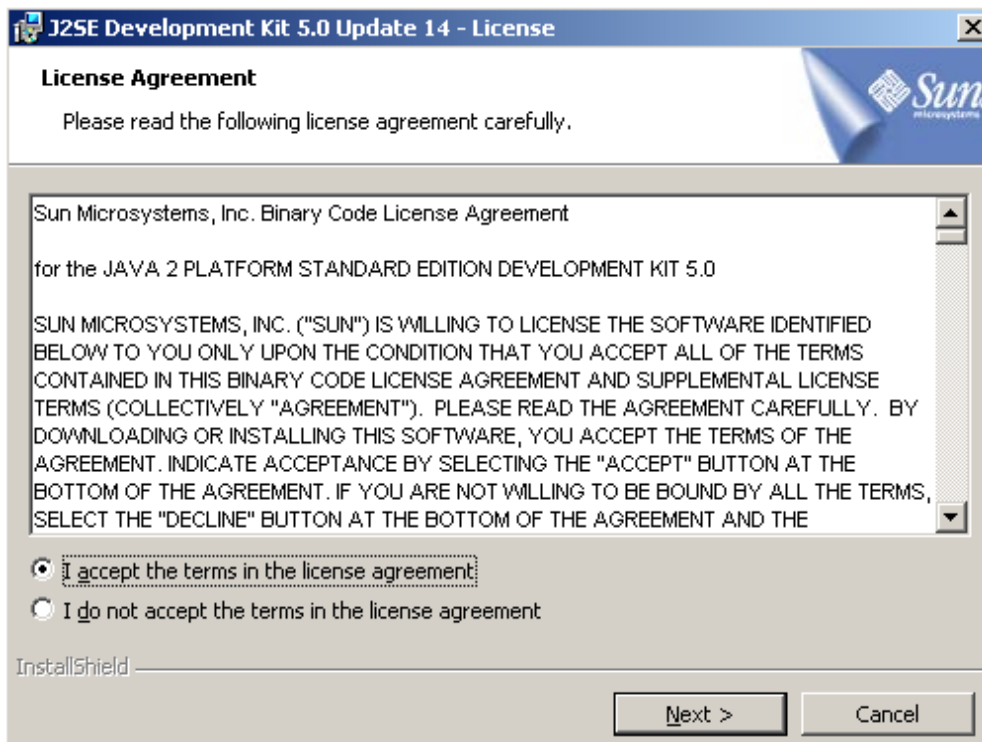 J2SE Development Kit 5.0 Update 14 - License
License Agreement
Please read the following license agreement carefully.
Sun
microsystems
Sun Microsystems, Inc. Binary Code License Agreement
for the JAVA 2 PLATFORM STANDARD EDITION DEVELOPMENT KIT 5.0
SUN MICROSYSTEMS, INC. ("SUN") IS WILLING TO LICENSE THE SOFTWARE IDENTIFIED
BELOW TO YOU ONLY UPON THE CONDITION THAT YOU ACCEPT ALL OF THE TERMS
CONTAINED IN THIS BINARY CODE LICENSE AGREEMENT AND SUPPLEMENTAL LICENSE
TERMS (COLLECTIVELY "AGREEMENT").  PLEASE READ THE AGREEMENT CAREFULLY.  BY
DOWNLOADING OR INSTALLING THIS SOFTWARE, YOU ACCEPT THE TERMS OF THE
AGREEMENT. INDICATE ACCEPTANCE BY SELECTING THE "ACCEPT" BUTTON AT THE
BOTTOM OF THE AGREEMENT. IF YOU ARE NOT WILLING TO BE BOUND BY ALL THE TERMS,
SELECT THE "DECLINE" BUTTON AT THE BOTTOM OF THE AGREEMENT AND THE
I accept the terms in the license agreement
I do not accept the terms in the license agreement
InstallShield
Next >
Cancel